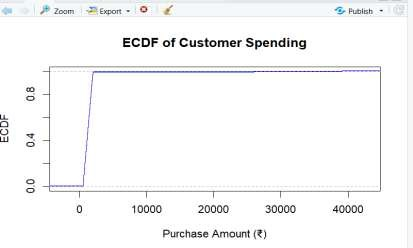 Zoom Export Publish
ECDF of Customer Spending
ECDF
0.8
0.4
0.0
0 10000 20000 30000 40000
Purchase Amount (₹)